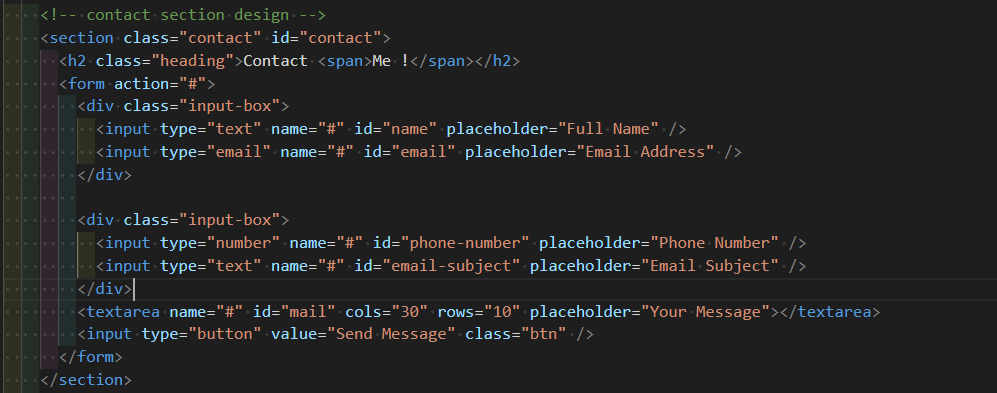 <!-- contact section design -->
<section class="contact" id="contact">
<h2 class="heading">Contact <span>Me !</span></h2>
<form action="#">
<div class="input-box">
<input type="text" name="#" id="name" placeholder="Full Name" />
<input type="email" name="#" id="email" placeholder="Email Address" />
</div>
<div class="input-box">
<input type="number" name="#" id="phone-number" placeholder="Phone Number" />
<input type="text" name="#" id="email-subject" placeholder="Email Subject" />
</div>
<textarea name="#" id="mail" cols="30" rows="10" placeholder="Your Message"></textarea>
<input type="button" value="Send Message" class="btn" />
</form>
</section>